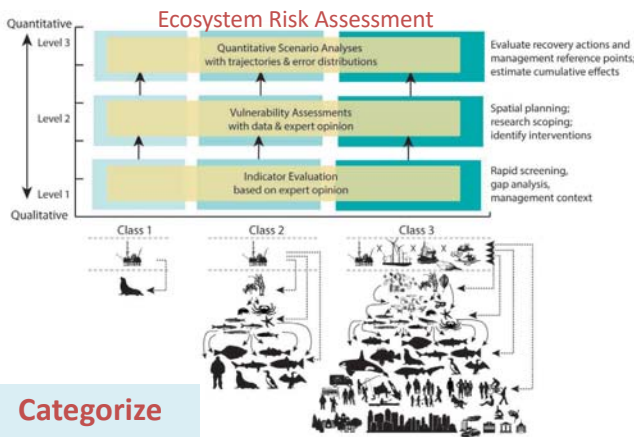 Ecosystem Risk Assessment
Quantitative
Level 3
Quantitative Scenario Analyses
with trajectories & error distributions
Evaluate recovery actions and
management reference points;
estimate cumulative effects
Level 2
Vulnerability Assessments
with data & expert opinion
Spatial planning;
research scoping;
identify interventions
Level 1
Indicator Evaluation
based on expert opinion
Rapid screening,
gap analysis,
management context
Qualitative
Class 1
Class 2
Class 3
X
X
X
Categorize